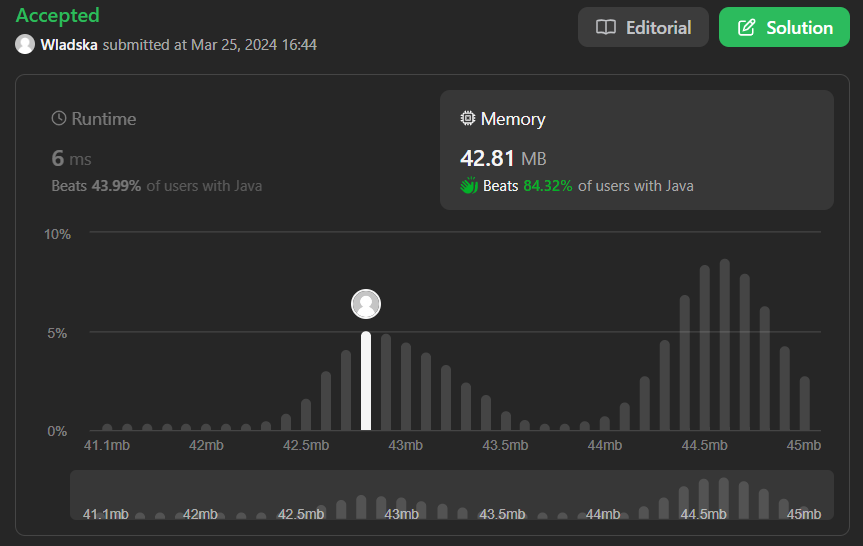 Accepted
Editorial
Solution
Wladska submitted at Mar 25, 2024 16:44
Runtime
Memory
6 ms
42.81 MB
Beats 43.99% of users with Java
Beats 84.32% of users with Java
10%
5%
0%
41.1mb 42mb 42.5mb 43mb 43.5mb 44mb 44.5mb 45mb
41.1mb 42mb 42.5mb 43mb 43.5mb 44mb 44.5mb 45mb